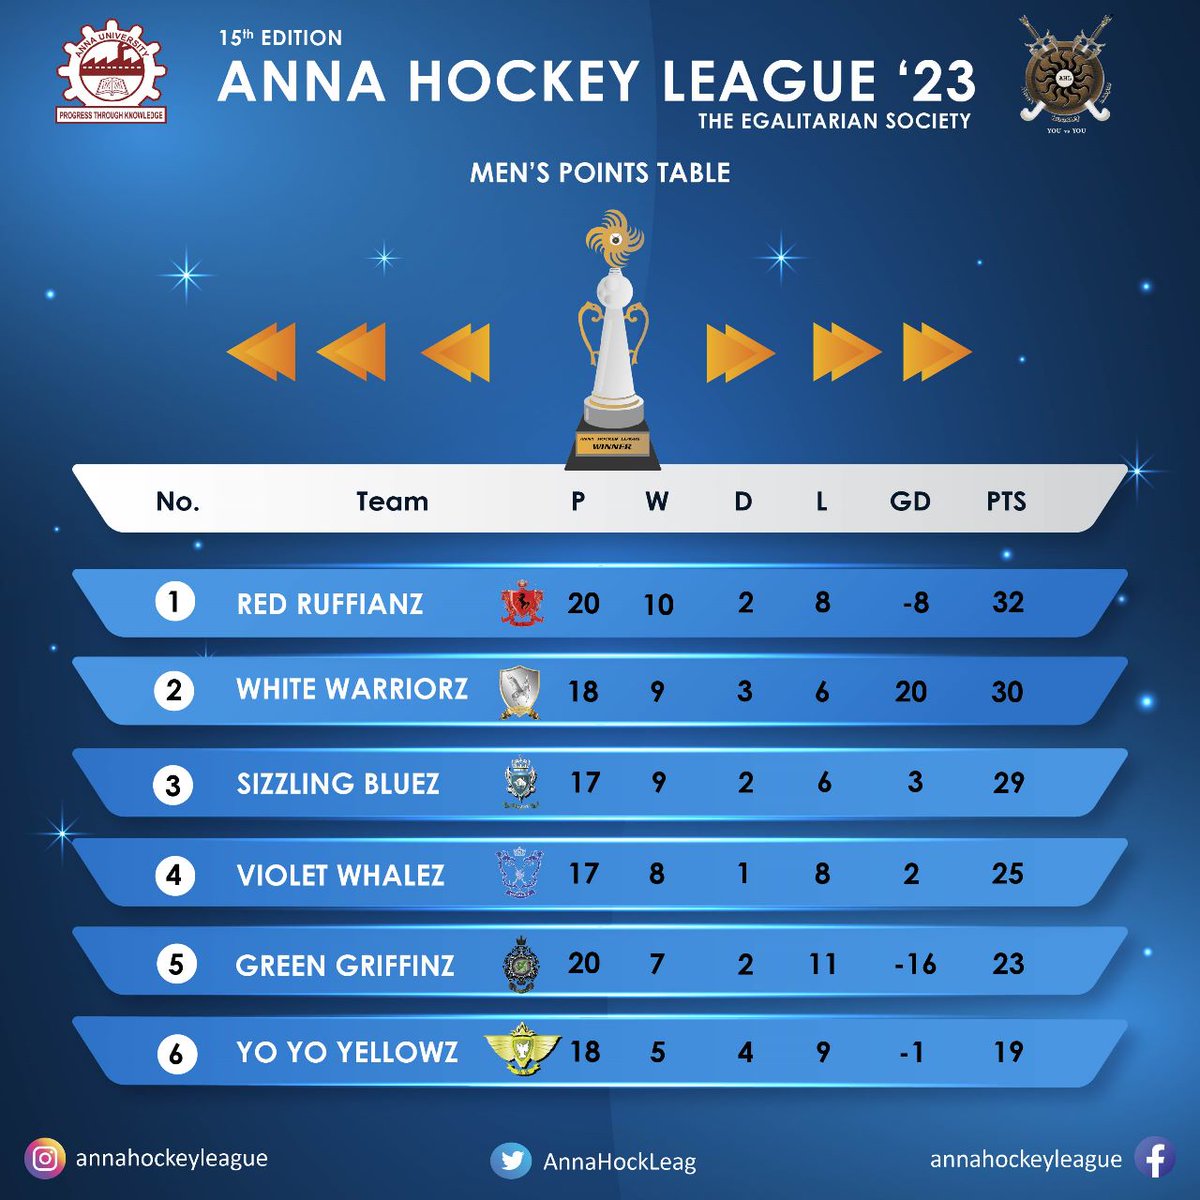 ANNA UNIVERSITY
PROGRESS THROUGH KNOWLEDGE
15th EDITION
ANNA HOCKEY LEAGUE ‘23
THE EGALITARIAN SOCIETY
AHL
YOU vs YOU
MEN’S POINTS TABLE
ANNA HOCKEY LEAGUE
WINNER
No. Team P W D L GD PTS
1 RED RUFFIANZ 20 10 2 8 -8 32
2 WHITE WARRIORZ 18 9 3 6 20 30
3 SIZZLING BLUEZ 17 9 2 6 3 29
4 VIOLET WHALEZ 17 8 1 8 2 25
5 GREEN GRIFFINZ 20 7 2 11 -16 23
6 YO YO YELLOWZ 18 5 4 9 -1 19
annahockeyleague AnnaHockLeag annahockeyleague